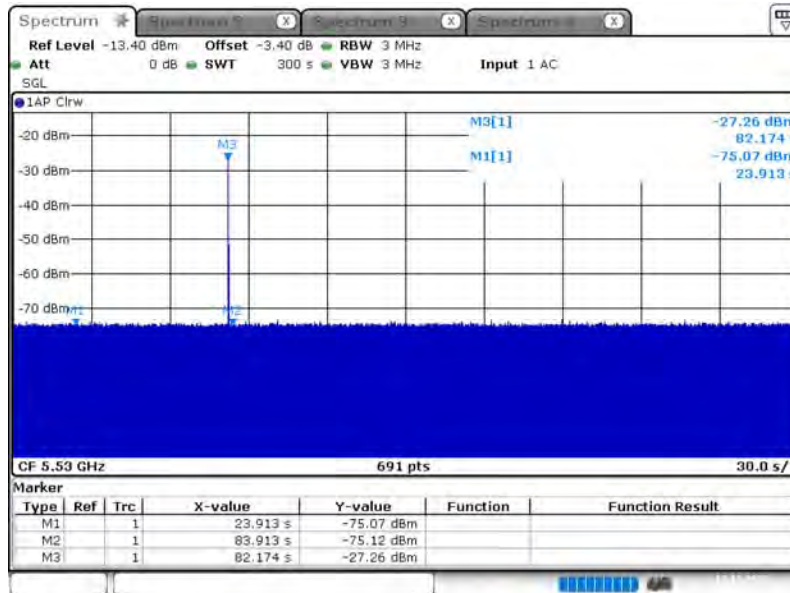 Spectrum
Ref Level -13.40 dBm Offset -3.40 dB RBW 3 MHz
Att 0 dB SWT 300 s VBW 3 MHz Input 1 AC
SGL
1AP Clrw
M3[1] -27.26 dBm
82.174 s
M1[1] -75.07 dBm
23.913 s
-20 dBm
M3
-30 dBm
-40 dBm
-50 dBm
-60 dBm
-70 dBm
M1
M2
CF 5.53 GHz 691 pts 30.0 s/
Marker
Type Ref Trc X-value Y-value Function Function Result
M1 1 23.913 s -75.07 dBm
M2 1 83.913 s -75.12 dBm
M3 1 82.174 s -27.26 dBm